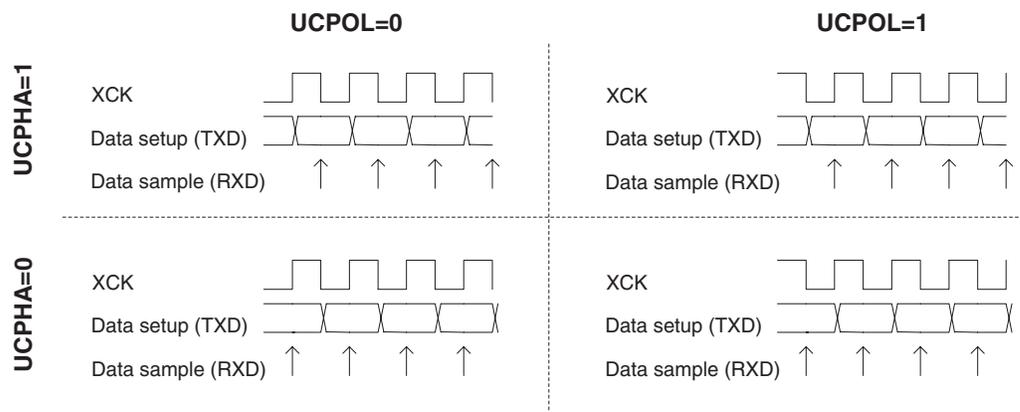 UCPOL=0
UCPOL=1
UCPHA=1
XCK
Data setup (TXD)
Data sample (RXD)
XCK
Data setup (TXD)
Data sample (RXD)
UCPHA=0
XCK
Data setup (TXD)
Data sample (RXD)
XCK
Data setup (TXD)
Data sample (RXD)